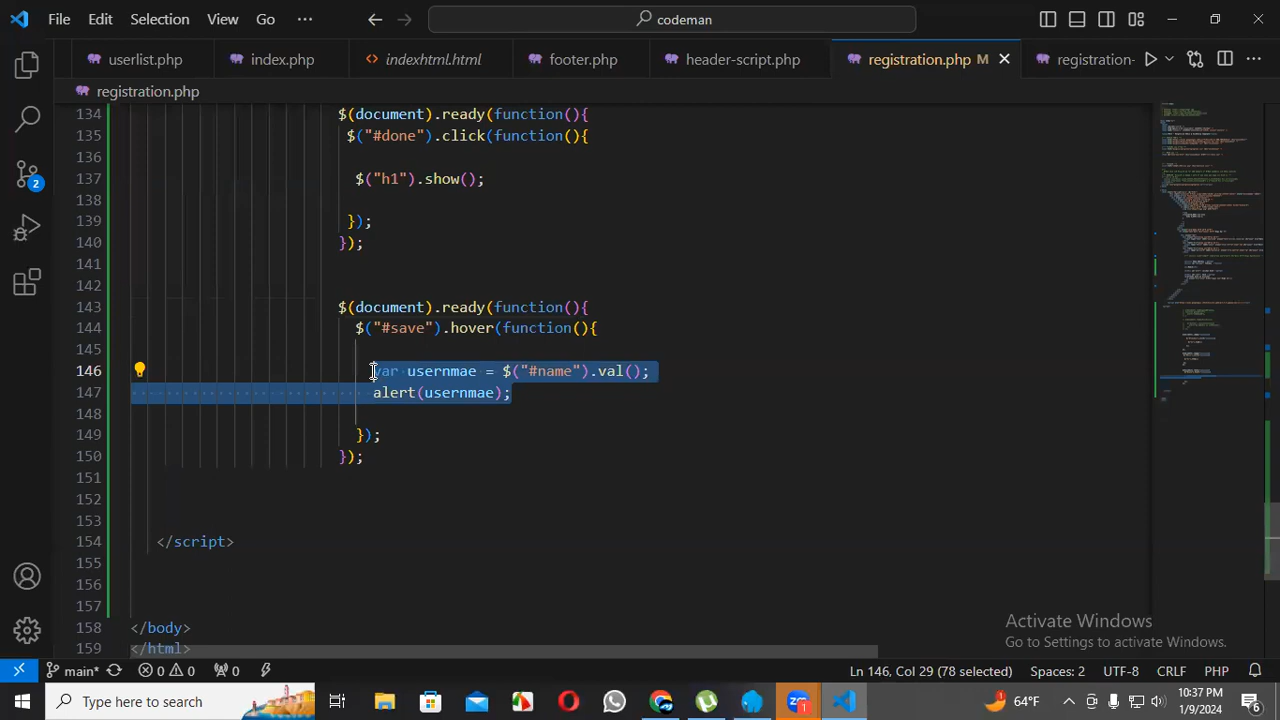 File Edit Selection View Go ··· codeman
userlist.php index.php indexhtml.html footer.php header-script.php registration.php M registration-
registration.php
134 $(document).ready(function(){
135 $("#done").click(function(){
136
137 $("h1").show();
138
139 });
140 });
141
142
143 $(document).ready(function(){
144 $("#save").hover(function(){
145
146 var usernmae = $("#name").val();
147 alert(usernmae);
148
149 });
150 });
151
152
153
154 </script>
155
156
157
158 </body>
159 </html>
2
Activate Windows
Go to Settings to activate Windows.
main* 0 0 0 Ln 146, Col 29 (78 selected) Spaces: 2 UTF-8 CRLF PHP
Type here to search 1 64°F 10:37 PM
1/9/2024 6